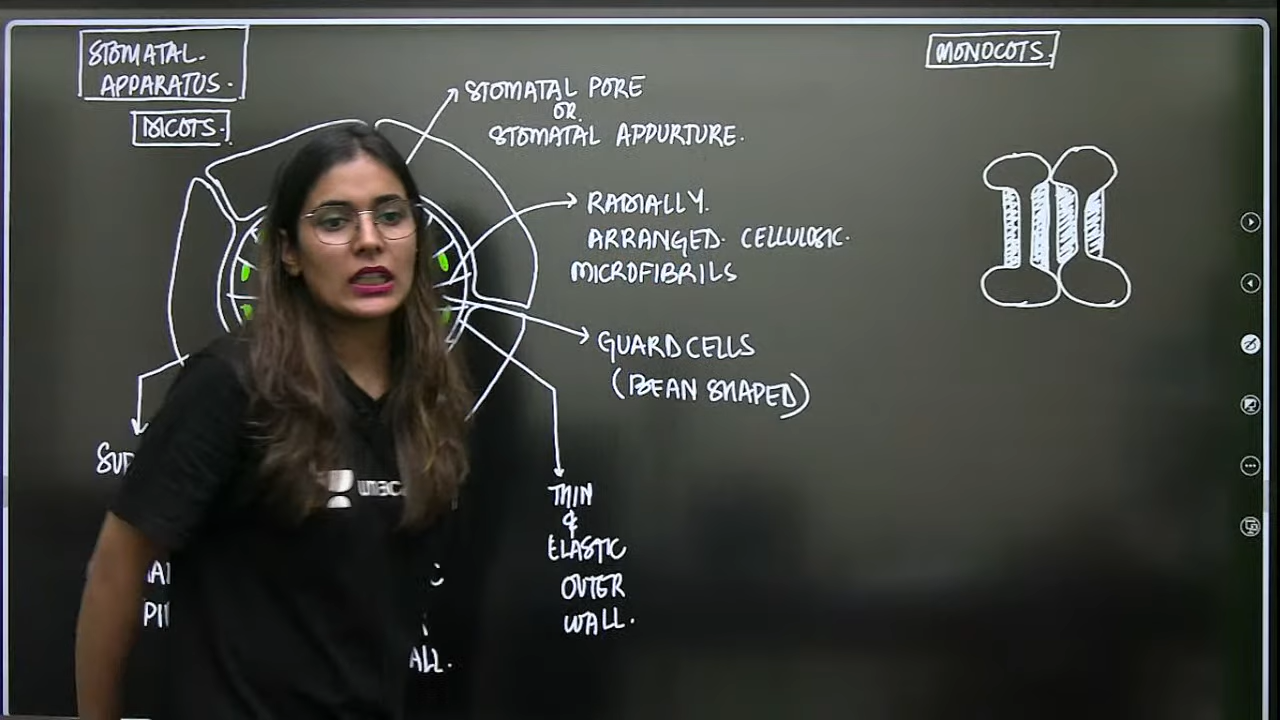 STOMATAL.
APPARATUS.
DICOTS.
STOMATAL PORE
OR.
STOMATAL APPURTURE.
RADIALLY.
ARRANGED. CELLULOSIC.
MICROFIBRILS
GUARD CELLS
(BEAN SHAPED)
THIN
&
ELASTIC
OUTER
WALL.
MONOCOTS.